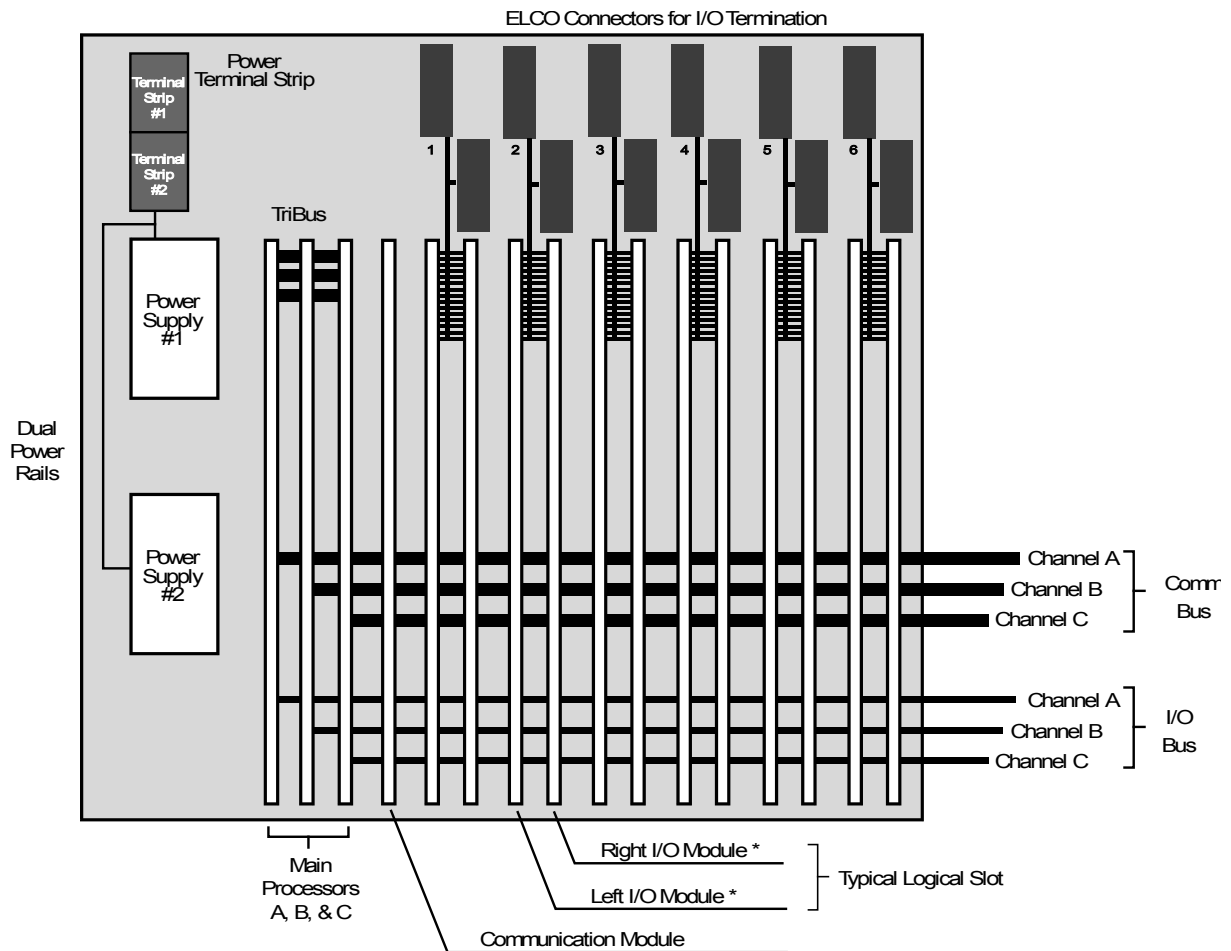 ELCO Connectors for I/O Termination
Power
Terminal Strip
Terminal
Strip
#1
Terminal
Strip
#2
1
2
3
4
5
6
TriBus
Power
Supply
#1
Dual
Power
Rails
Power
Supply
#2
Channel A
Channel B
Channel C
Comm
Bus
Channel A
Channel B
Channel C
I/O
Bus
Main
Processors
A, B, & C
Right I/O Module *
Left I/O Module *
Typical Logical Slot
Communication Module